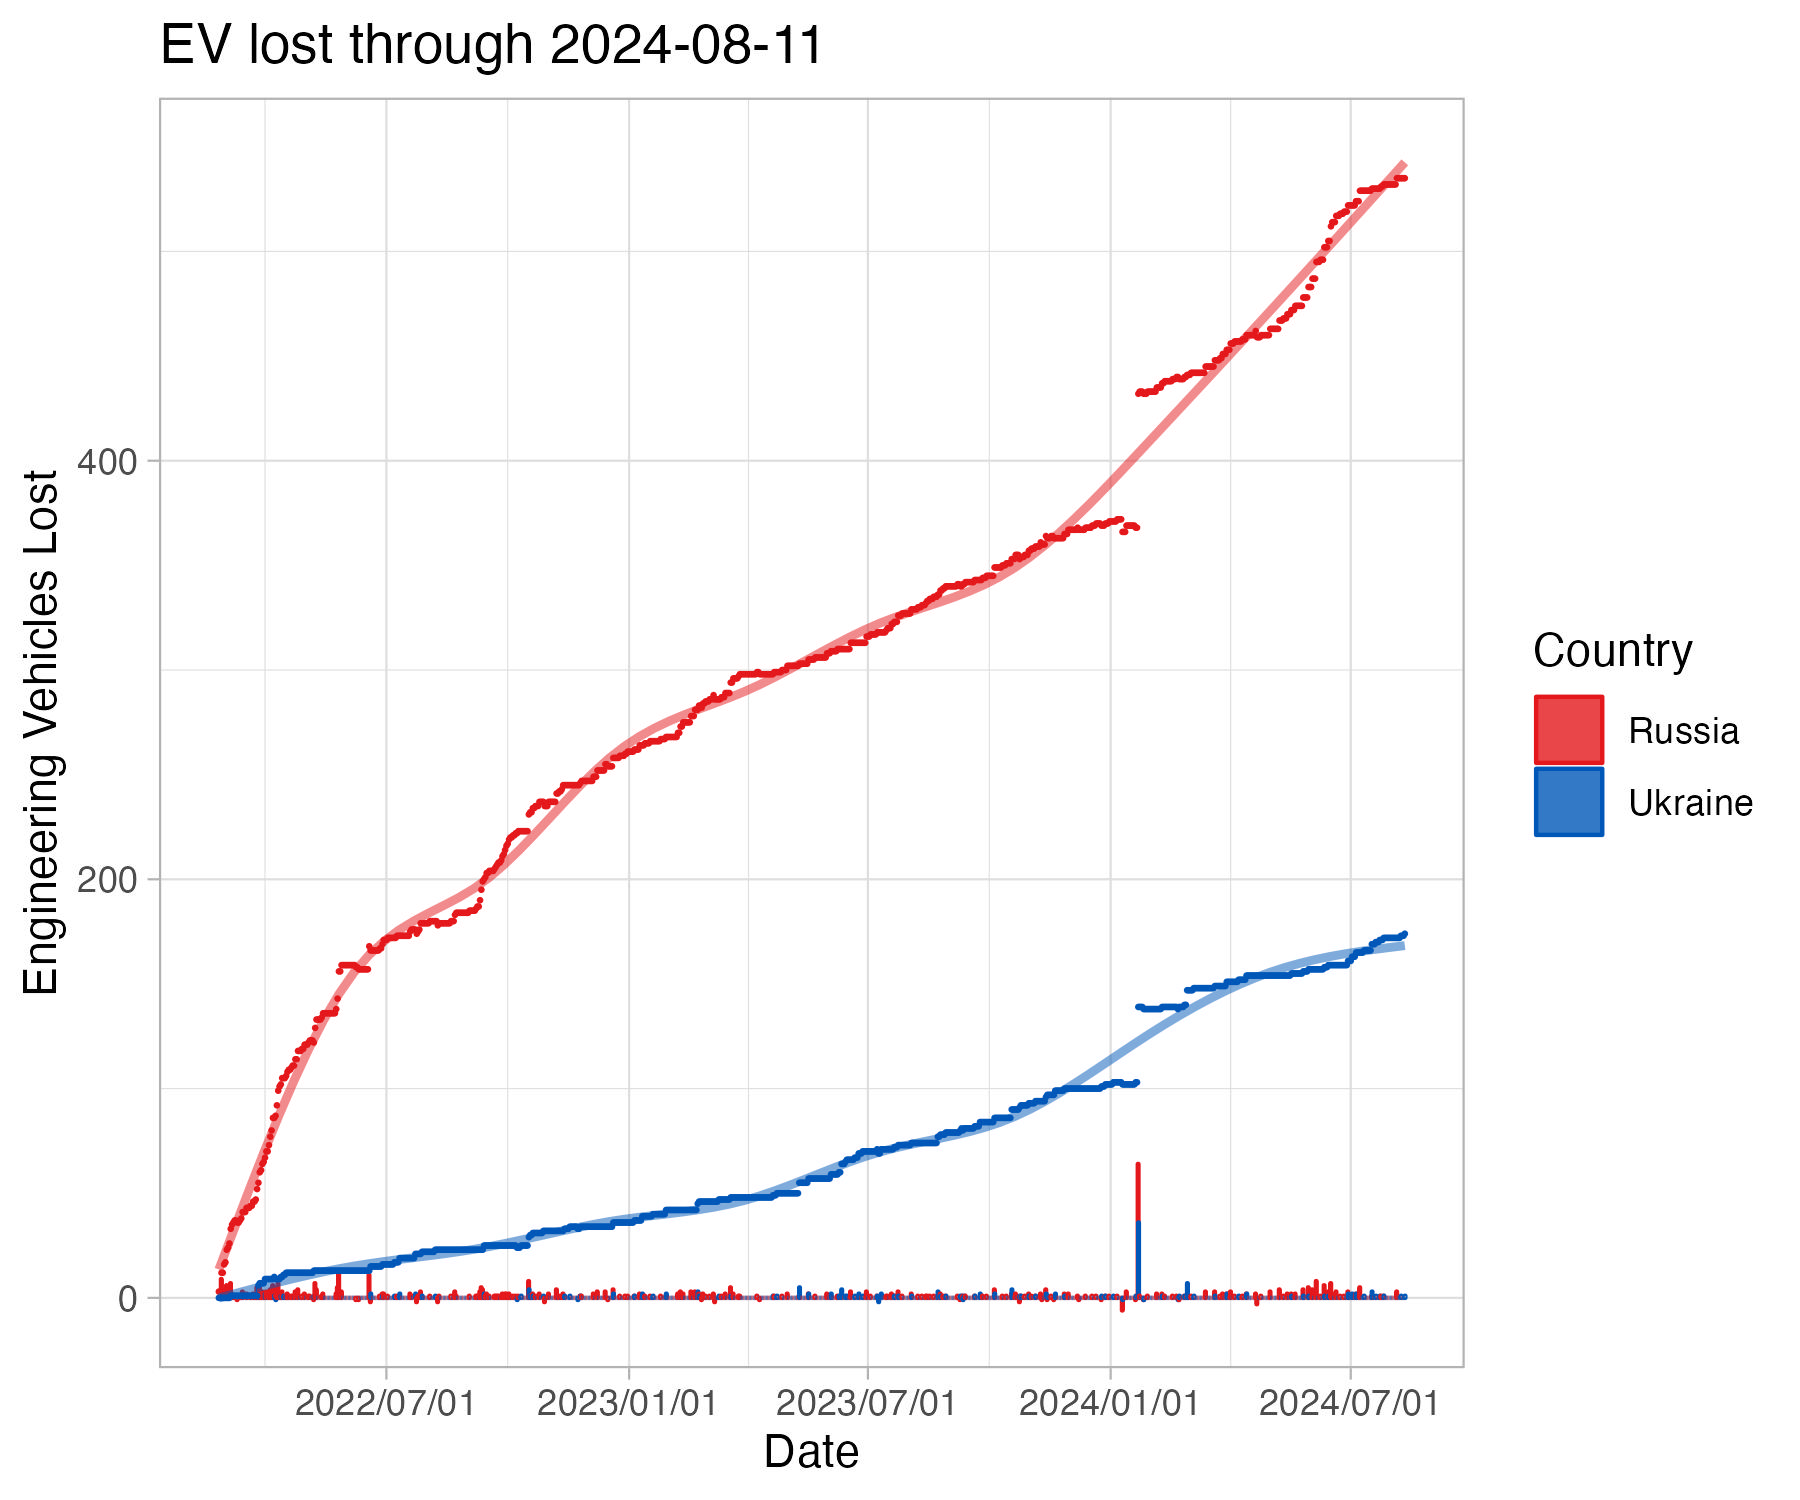 EV lost through 2024-08-11
Engineering Vehicles Lost
400
200
0
2022/07/01
2023/01/01
2023/07/01
2024/01/01
2024/07/01
Date
Country
Russia
Ukraine